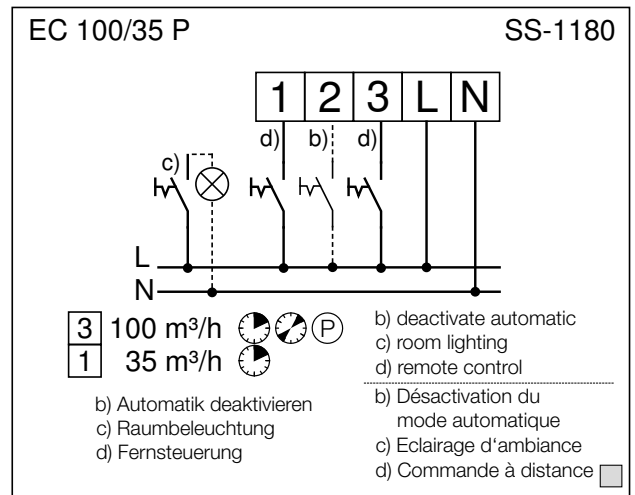 EC 100/35 P SS-1180
1 2 3 L N
d) b) d)
c)
L
N
3 100 m³/h P
1 35 m³/h
b) Automatik deaktivieren
c) Raumbeleuchtung
d) Fernsteuerung
b) deactivate automatic
c) room lighting
d) remote control
b) Désactivation du
mode automatique
c) Eclairage d‘ambiance
d) Commande à distance